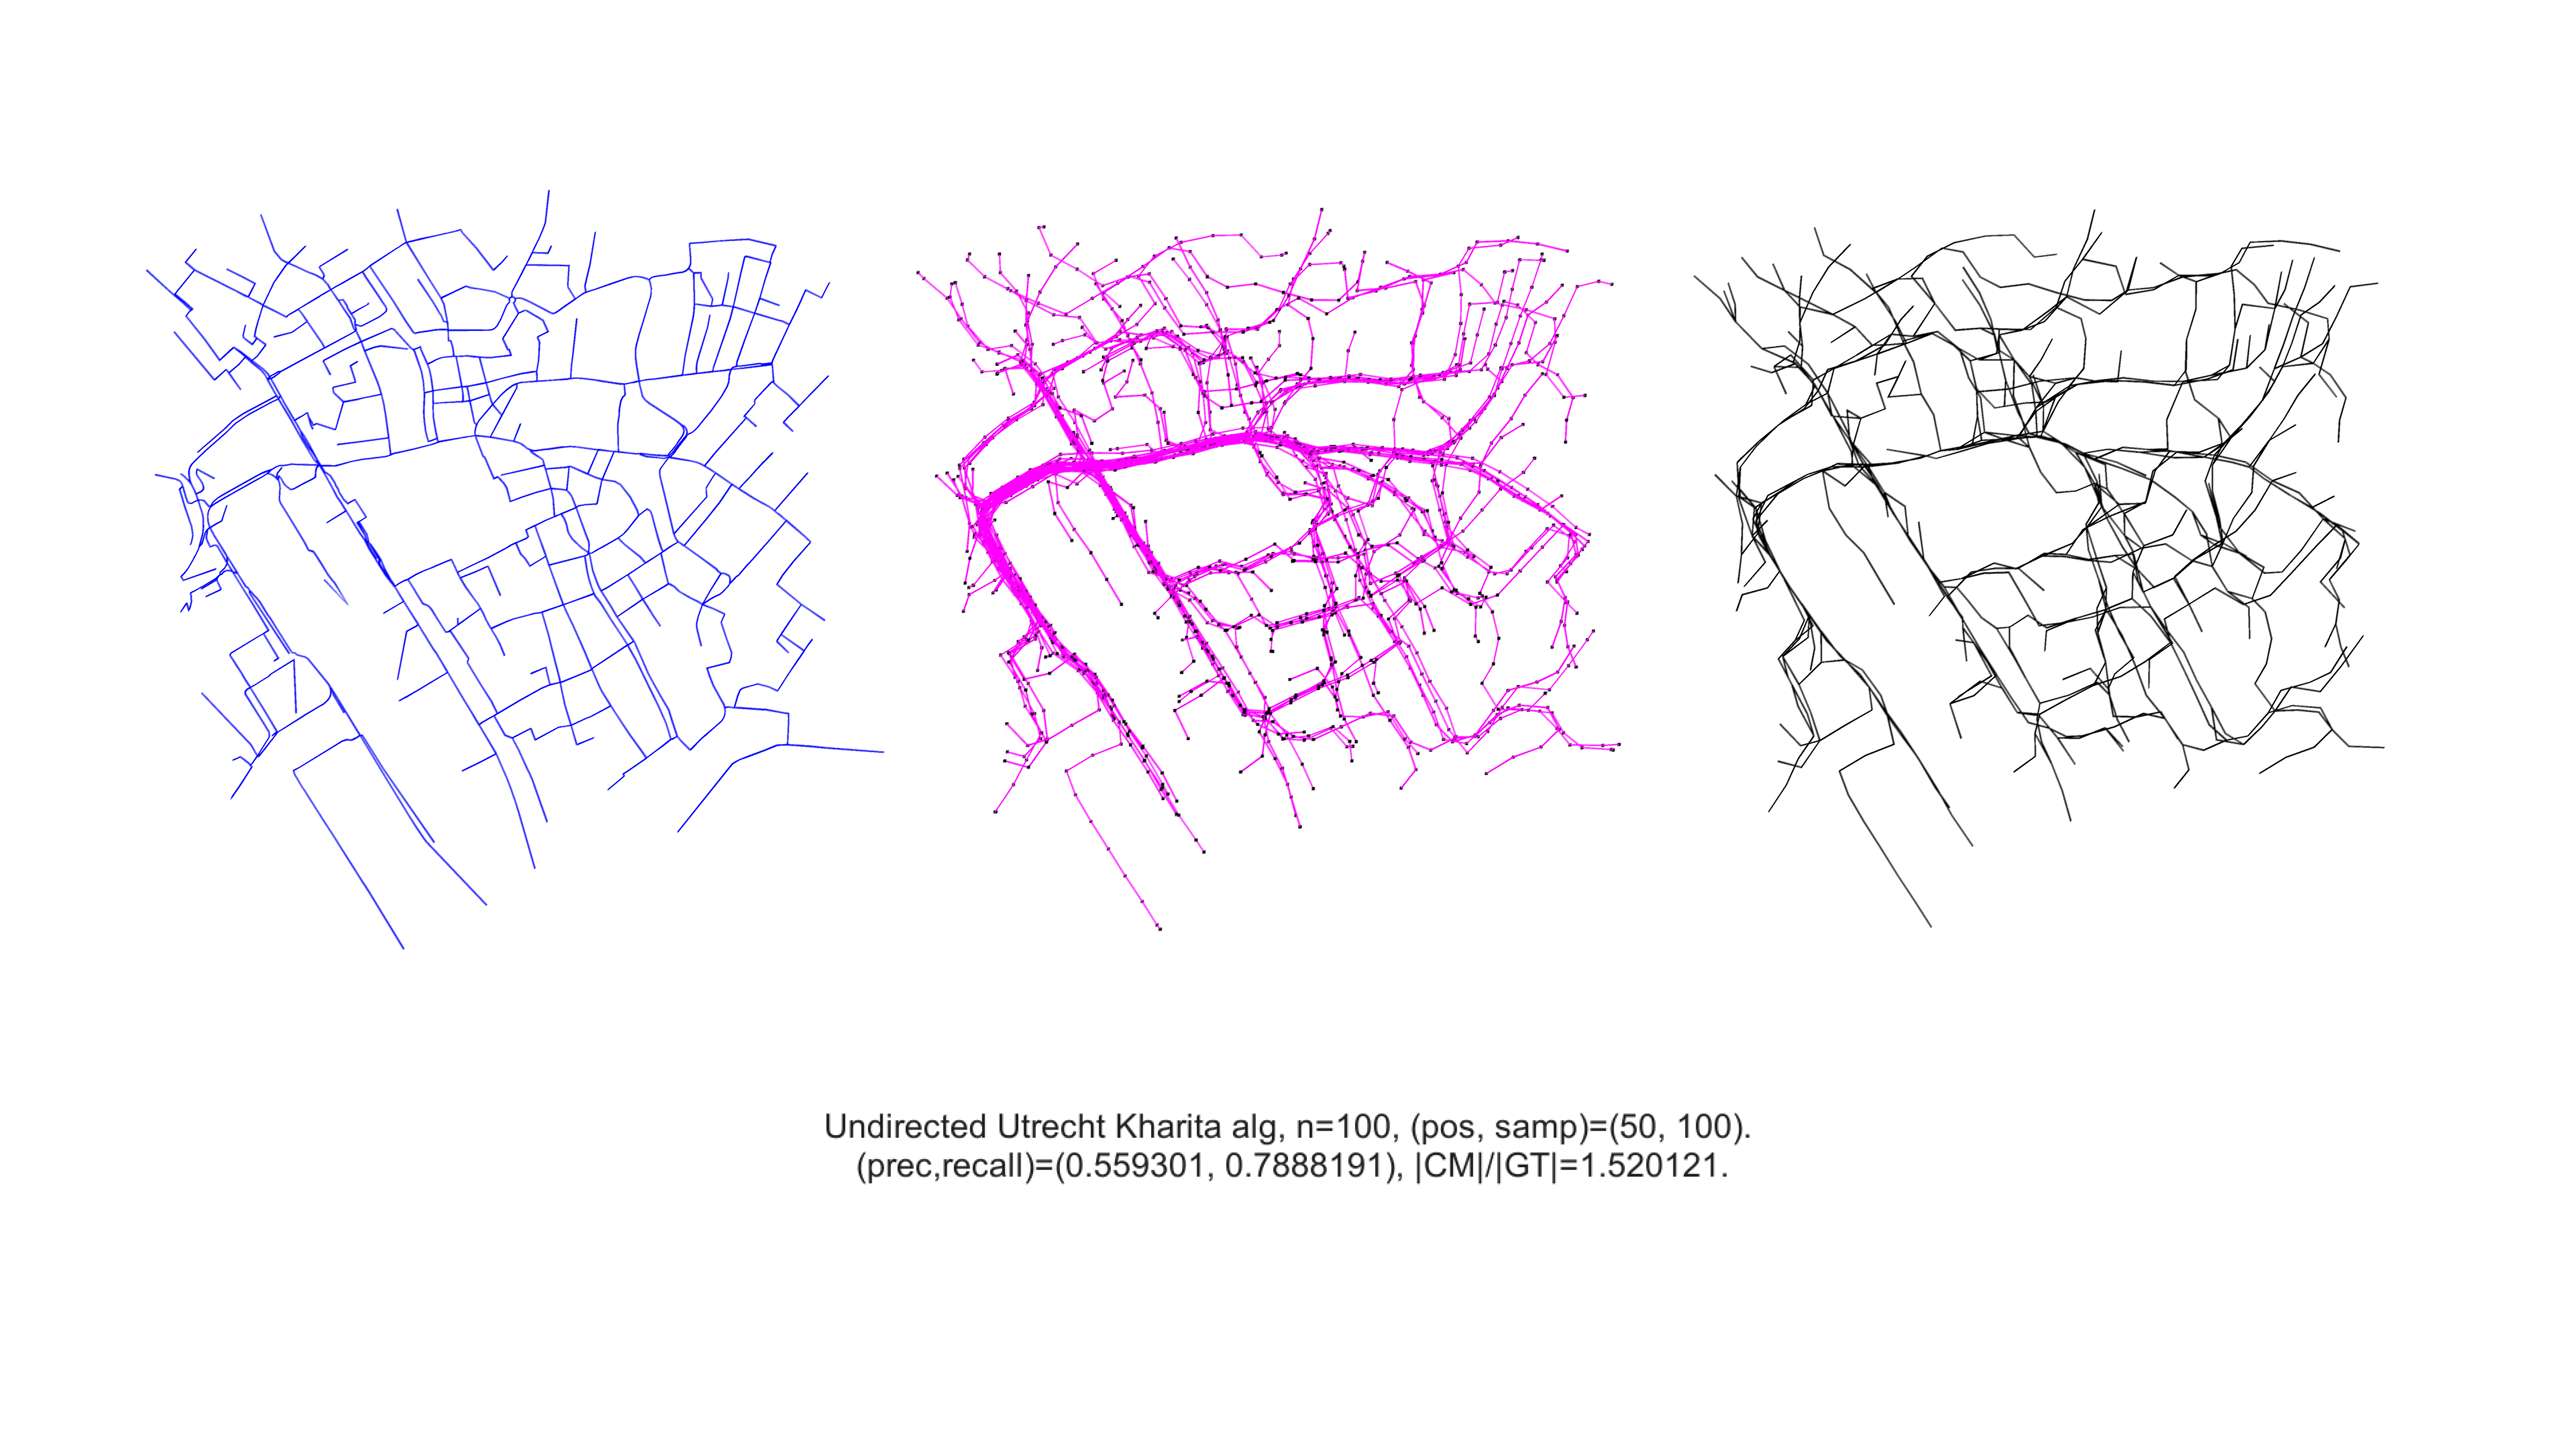 Undirected Utrecht Kharita alg, n=100, (pos, samp)=(50, 100).
(prec,recall)=(0.559301, 0.7888191), |CM|/|GT|=1.520121.